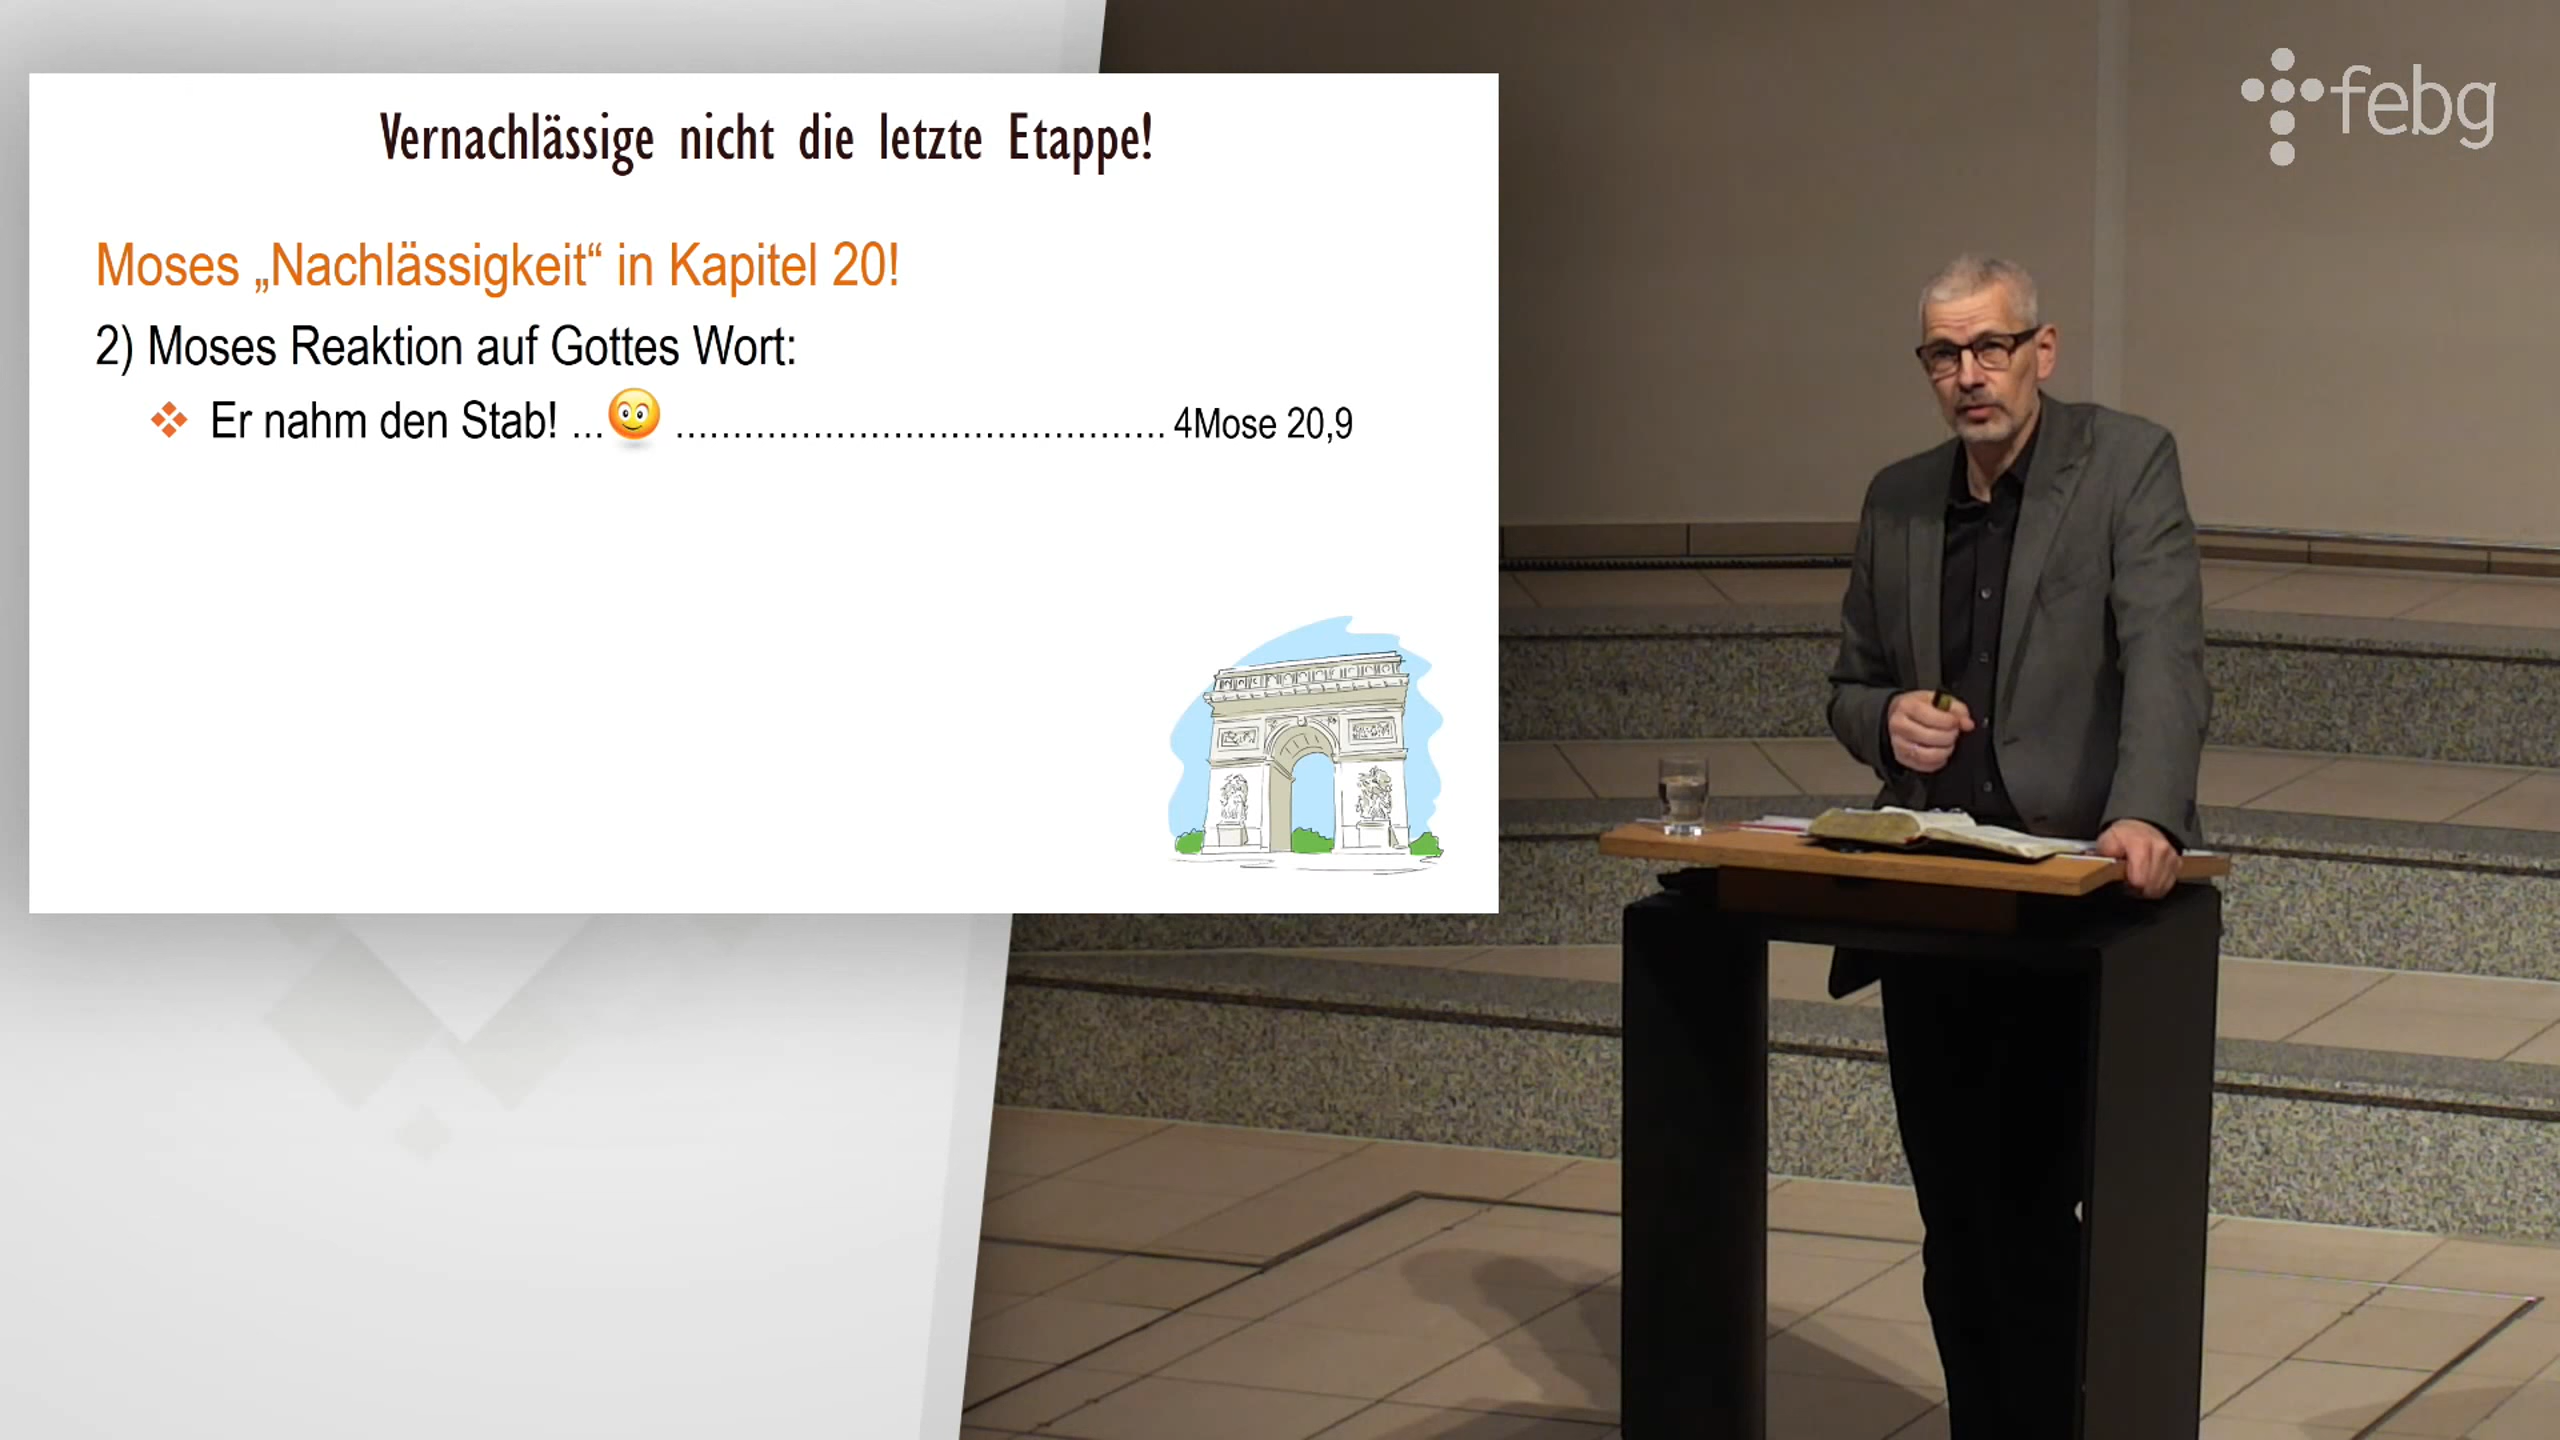 Vernachlässige nicht die letzte Etappe!
Moses „Nachlässigkeit“ in Kapitel 20!
2) Moses Reaktion auf Gottes Wort:
❖ Er nahm den Stab! ...🙂 ........................................... 4Mose 20,9
febg